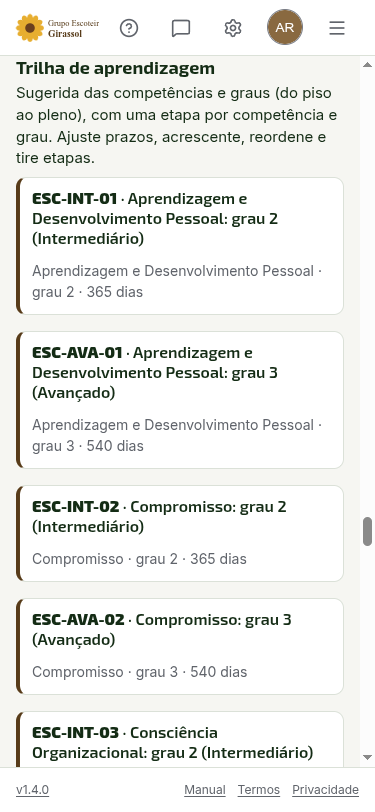 Grupo Escoteiro
Girassol
AR
Trilha de aprendizagem
Sugerida das competências e graus (do piso
ao pleno), com uma etapa por competência e
grau. Ajuste prazos, acrescente, reordene e
tire etapas.
ESC-INT-01 · Aprendizagem e
Desenvolvimento Pessoal: grau 2
(Intermediário)
Aprendizagem e Desenvolvimento Pessoal ·
grau 2 · 365 dias
ESC-AVA-01 · Aprendizagem e
Desenvolvimento Pessoal: grau 3
(Avançado)
Aprendizagem e Desenvolvimento Pessoal ·
grau 3 · 540 dias
ESC-INT-02 · Compromisso: grau 2
(Intermediário)
Compromisso · grau 2 · 365 dias
ESC-AVA-02 · Compromisso: grau 3
(Avançado)
Compromisso · grau 3 · 540 dias
ESC-INT-03 · Consciência
Organizacional: grau 2 (Intermediário)
v1.4.0
Manual Termos Privacidade